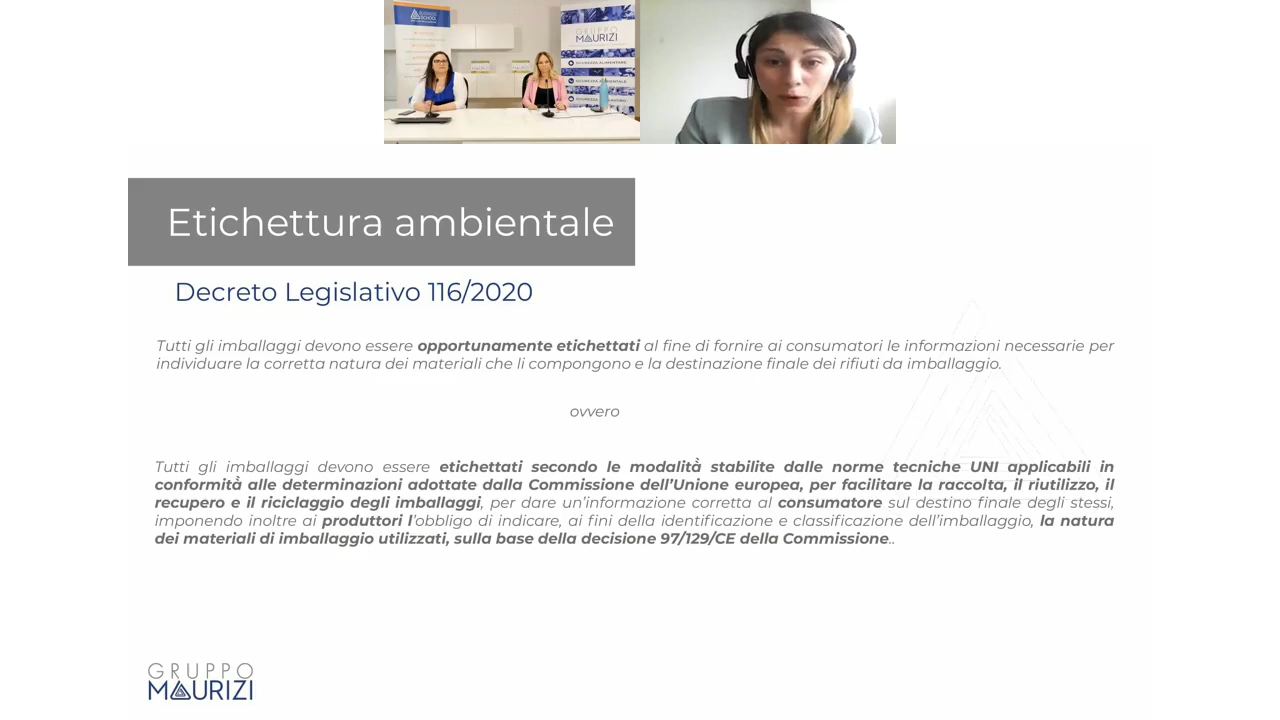 BUSINESS
SCHOOL
GRUPPO
MAURIZI
SICUREZZA ALIMENTARE
Etichettura ambientale
Decreto Legislativo 116/2020
Tutti gli imballaggi devono essere opportunamente etichettati al fine di fornire ai consumatori le informazioni necessarie per
individuare la corretta natura dei materiali che li compongono e la destinazione finale dei rifiuti da imballaggio.
ovvero
Tutti gli imballaggi devono essere etichettati secondo le modalità stabilite dalle norme tecniche UNI applicabili in
conformità alle determinazioni adottate dalla Commissione dell'Unione europea, per facilitare la raccolta, il riutilizzo, il
recupero e il riciclaggio degli imballaggi, per dare un'informazione corretta al consumatore sul destino finale degli stessi,
imponendo inoltre ai produttori l'obbligo di indicare, ai fini della identificazione e classificazione dell'imballaggio, la natura
dei materiali di imballaggio utilizzati, sulla base della decisione 97/129/CE della Commissione..
GRUPPO
MAURIZI